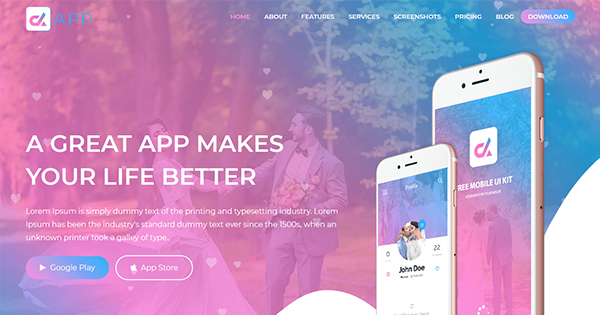 APP
HOME ABOUT FEATURES SERVICES SCREENSHOTS PRICING BLOG DOWNLOAD
A GREAT APP MAKES
YOUR LIFE BETTER
Lorem Ipsum is simply dummy text of the printing and typesetting industry. Lorem
Ipsum has been the industry's standard dummy text ever since the 1500s, when an
unknown printer took a galley of type.
Google Play App Store
FREE MOBILE UI KIT
Profile
0
22
John Doe